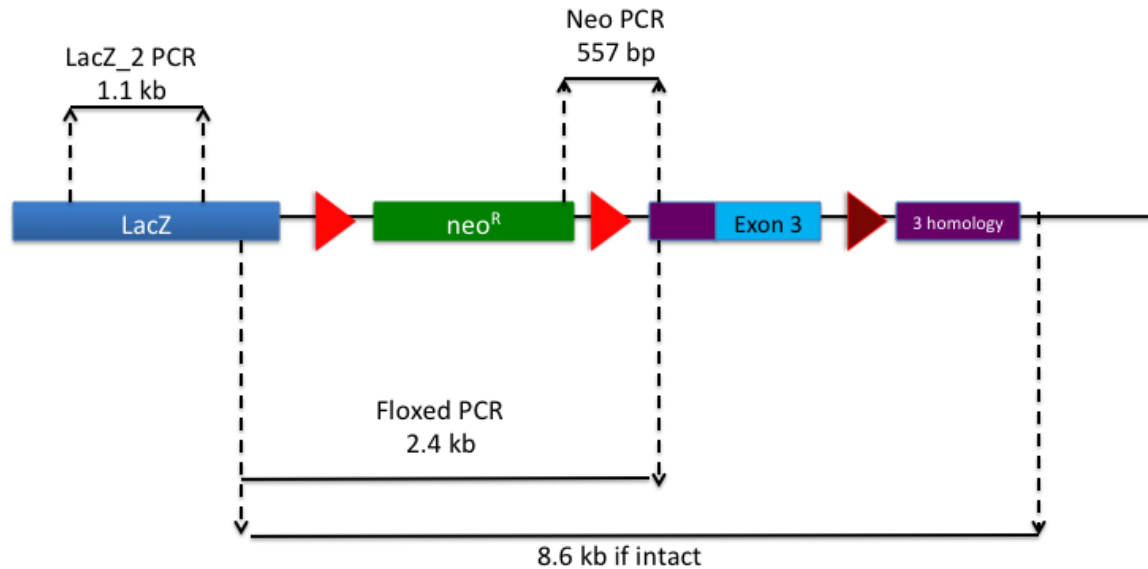 Neo PCR
557 bp
LacZ_2 PCR
1.1 kb
LacZ
neoᴿ
Exon 3
3 homology
Floxed PCR
2.4 kb
8.6 kb if intact